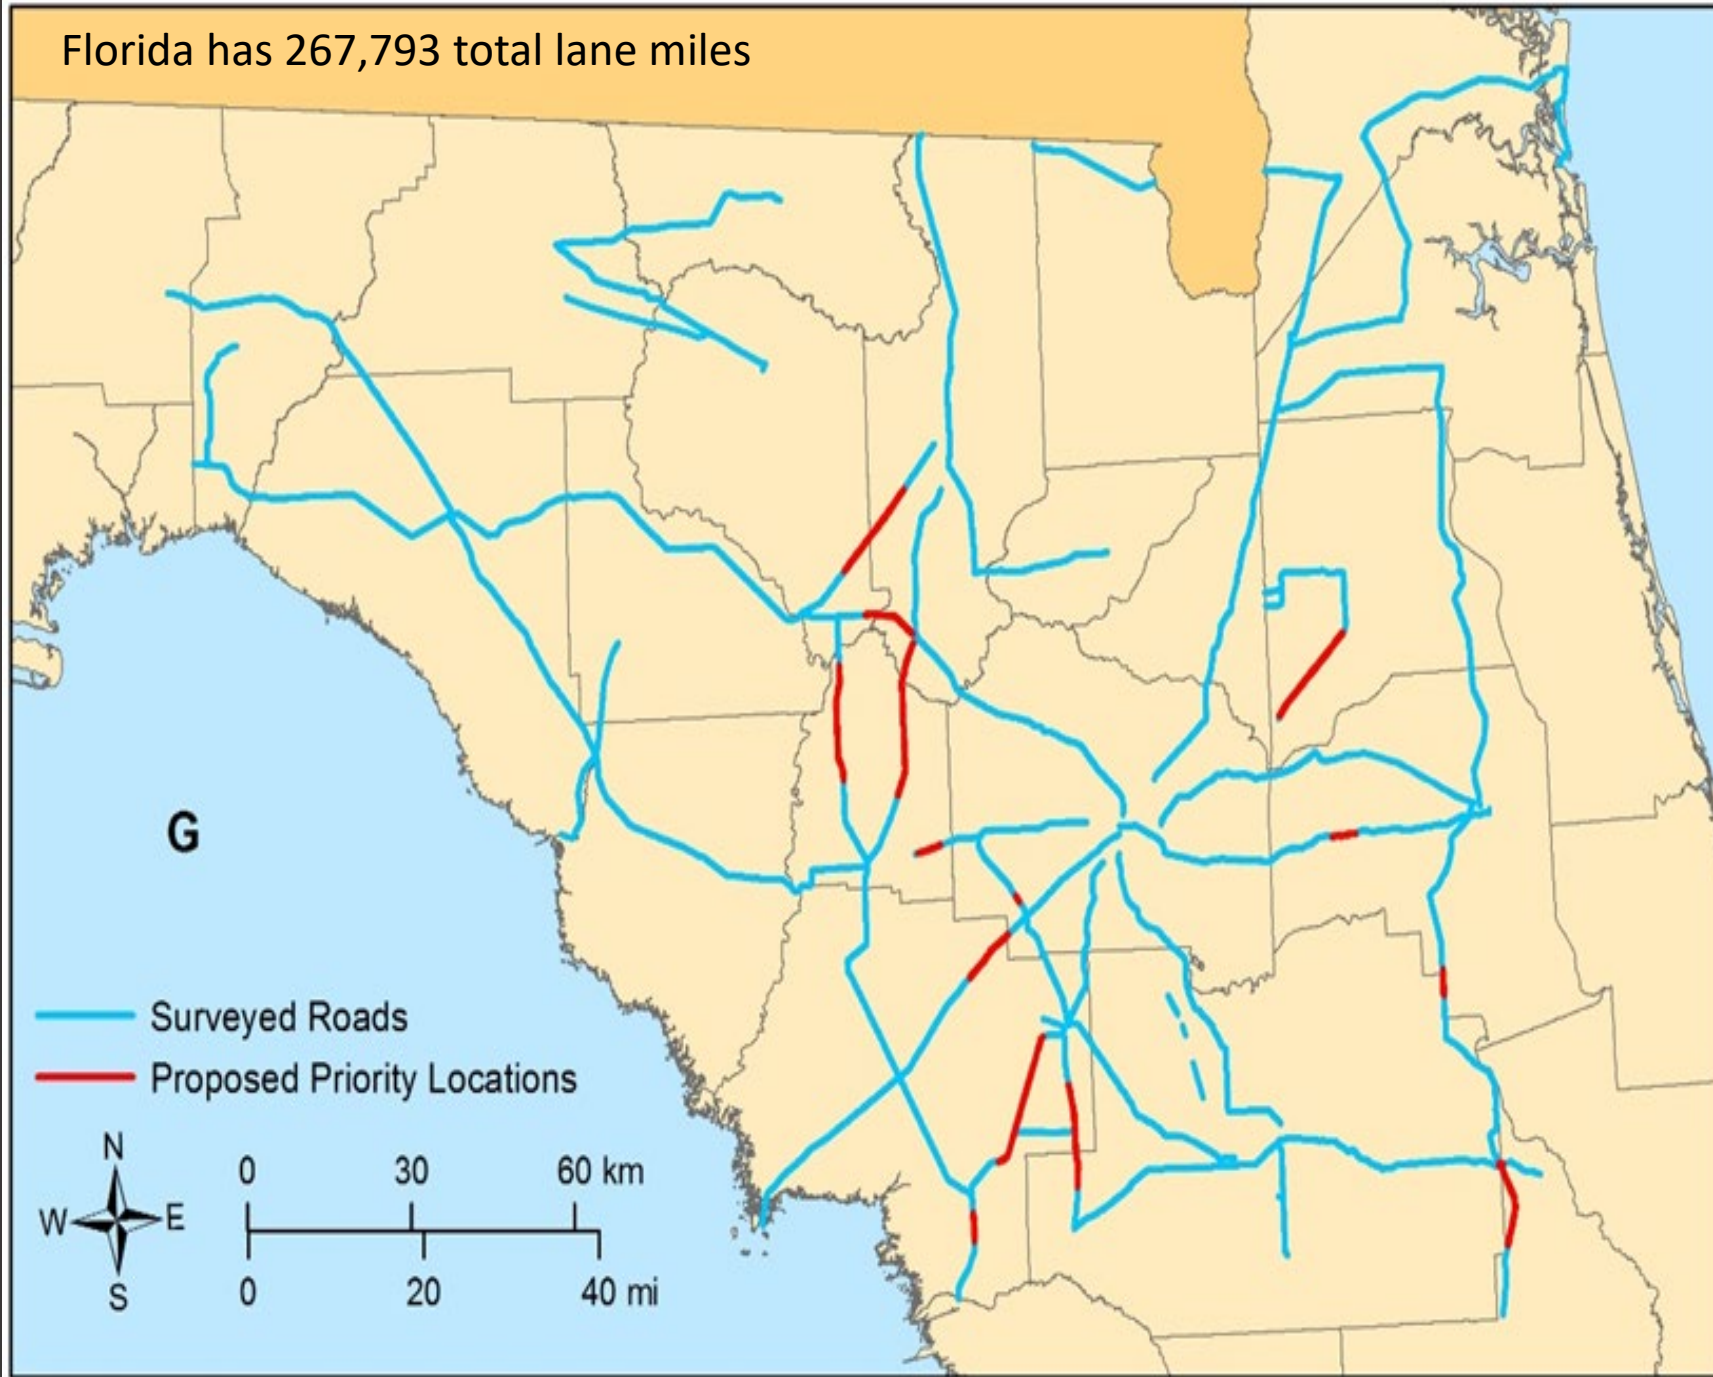 Florida has 267,793 total lane miles
G
Surveyed Roads
Proposed Priority Locations
N
W E
S
0 30 60 km
0 20 40 mi